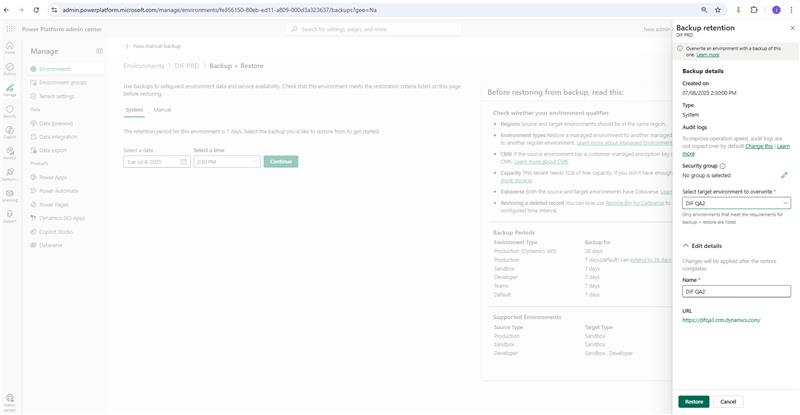 admin.powerplatform.microsoft.com/manage/environments/fe356150-80eb-ed11-a809-000d3a323637/backups?geo=Na
Power Platform admin center
Search for settings, pages, and more
New admin
Home
Manage
Security
Copilot
Licensing
Support
Admin centers
Manage
Environments
Environment groups
Tenant settings
Data
Data (preview)
Data integration
Data export
Products
Power Apps
Power Automate
Power Pages
Dynamics 365 Apps
Copilot Studio
Dataverse
New manual backup
Environments > DIF PRD > Backup + Restore
Use backups to safeguard environment data and service availability. Check that this environment meets the restoration criteria listed on this page
before restoring.
System Manual
The retention period for this environment is 7 days. Select the backup you'd like to restore from to get started.
Select a date Select a time
Tue Jul 8, 2025 2:30 PM Continue
Before restoring from backup, read this:
Check whether your environment qualifies
• Regions Source and target environments should be in the same region.
• Environment types Restore a managed environment to another managed
to another regular environment. Learn more about Managed Environment
• CMK If the source environment has a customer-managed encryption key
CMK. Learn more about CMK
• Capacity This tenant needs 1GB of free capacity. If you don't have enough
more storage
• Dataverse Both the source and target environments have Dataverse. Learn
• Restoring a deleted record You can now use Recycle Bin for Dataverse to
configured time interval.
Backup Periods
Environment Type Backup for
Production (Dynamics 365) 28 days
Production 7 days(default) can extend to 28 days
Sandbox 7 days
Developer 7 days
Teams 7 days
Default 7 days
Supported Environments
Source Type Target Type
Production Sandbox
Sandbox Sandbox
Developer Sandbox , Developer
Backup retention
DIF PRD
Overwrite an environment with a backup of this
one. Learn more
Backup details
Created on
07/08/2025 2:30:00 PM
Type
System
Audit logs
To improve operation speed, audit logs are
not copied over by default Change this | Learn
more
Security group
No group is selected
Select target environment to overwrite *
DIF QA2
Only environments that meet the requirements for
backup + restore are listed
Edit details
Changes will be applied after the restore
completes
Name *
DIF QA2
URL
https://difqa3.crm.dynamics.com/
Restore Cancel